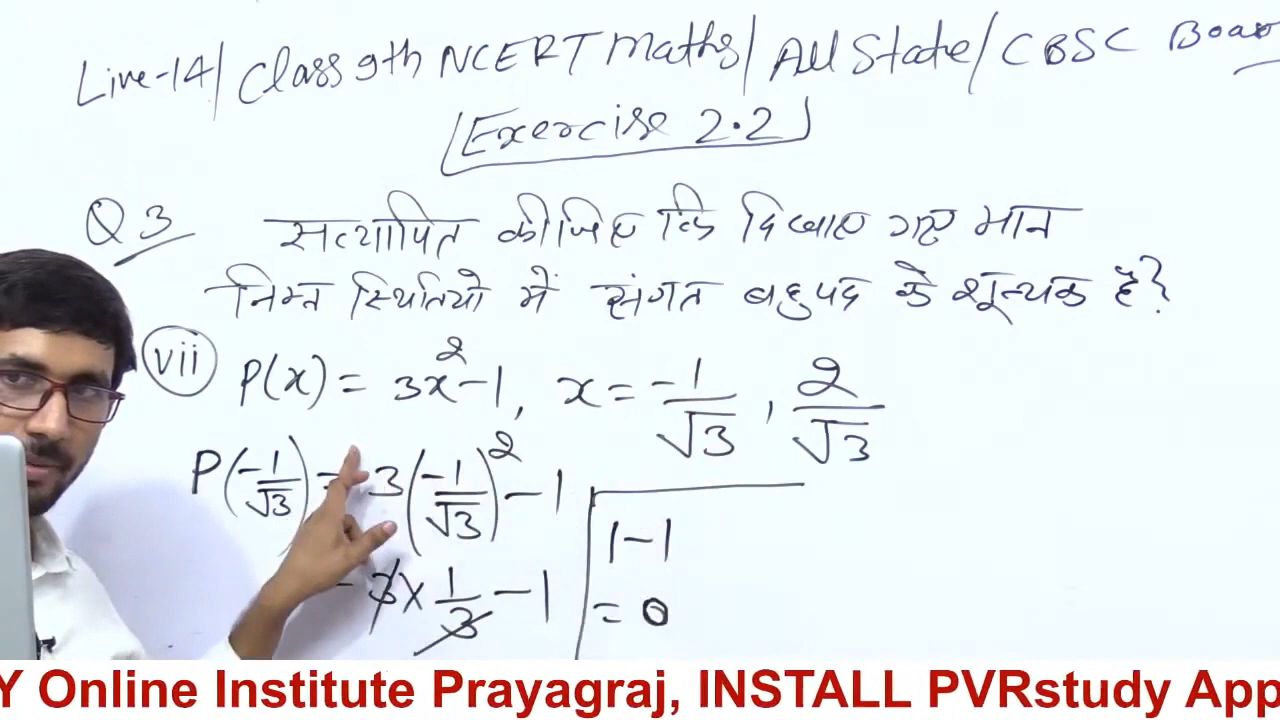 Live-14/ Class 9th NCERT Maths/ All State/ CBSC Boar
Exercise 2.2
Q 3 सत्यापित कीजिए कि दिखाए गए मान
निम्न स्थितियो में संगत बहुपद के शून्यक है?
vii P(x) = 3x²-1, x = -1/√3, 2/√3
P(-1/√3) = 3(-1/√3)² - 1
3 × 1/3 - 1
1-1
= 0
Y Online Institute Prayagraj, INSTALL PVRstudy App